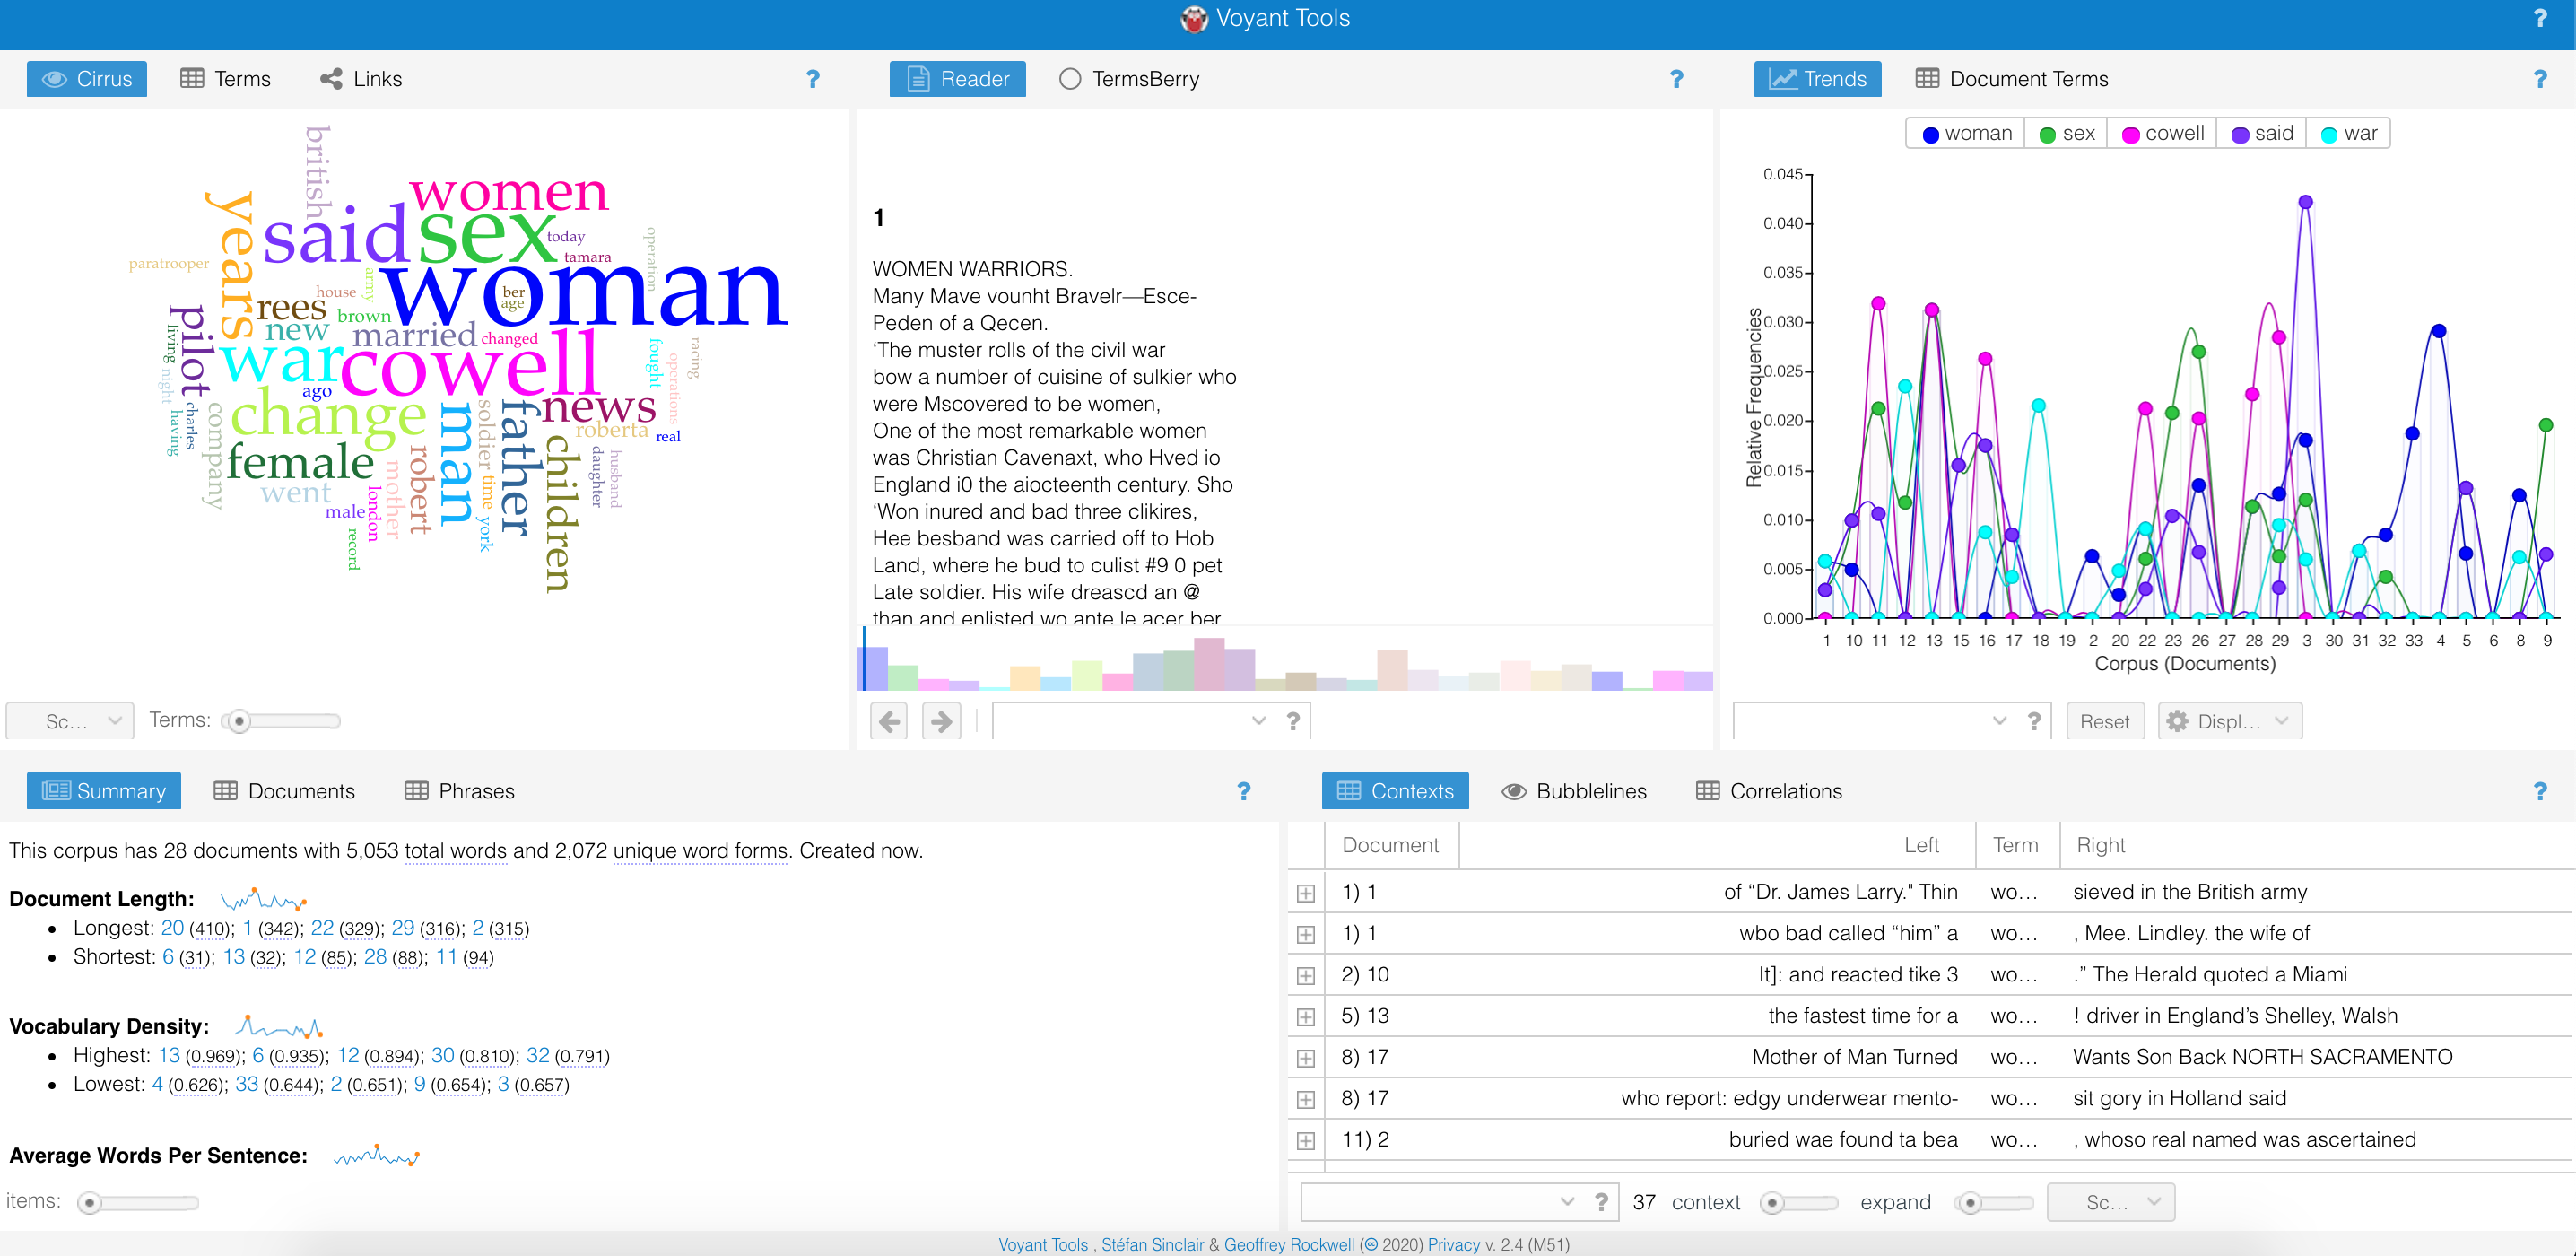 Voyant Tools
?
Cirrus Terms Links ?
Reader TermsBerry ?
Trends Document Terms ?
british
women
years
said
sex
today
tamara
operation
paratrooper
woman
army
house
ber
age
rees
brown
new
married
changed
pilot
living
night
war
cowell
ago
fought
operations
racing
change
man
soldier
father
news
roberta
real
charles
having
company
female
robert
mother
went
london
male
record
time
york
children
daughter
husband
1
WOMEN WARRIORS.
Many Mave vounht Bravelr—Esce-
Peden of a Qecen.
‘The muster rolls of the civil war
bow a number of cuisine of sulkier who
were Mscovered to be women,
One of the most remarkable women
was Christian Cavenaxt, who Hved io
England i0 the aiocteenth century. Sho
‘Won inured and bad three clikires,
Hee besband was carried off to Hob
Land, where he bud to culist #9 0 pet
Late soldier. His wife dreascd an @
than and enlisted wo ante le acer ber
woman sex cowell said war
Relative Frequencies
0.045
0.040
0.035
0.030
0.025
0.020
0.015
0.010
0.005
0.000
1 10 11 12 13 15 16 17 18 19 2 20 22 23 26 27 28 29 3 30 31 32 33 4 5 6 8 9
Corpus (Documents)
Sc... Terms:
?
? Reset Displ...
Summary Documents Phrases ?
This corpus has 28 documents with 5,053 total words and 2,072 unique word forms. Created now.
Document Length:
• Longest: 20 (410); 1 (342); 22 (329); 29 (316); 2 (315)
• Shortest: 6 (31); 13 (32); 12 (85); 28 (88); 11 (94)
Vocabulary Density:
• Highest: 13 (0.969); 6 (0.935); 12 (0.894); 30 (0.810); 32 (0.791)
• Lowest: 4 (0.626); 33 (0.644); 2 (0.651); 9 (0.654); 3 (0.657)
Average Words Per Sentence:
items:
Contexts Bubblelines Correlations ?
Document Left Term Right
1) 1 of “Dr. James Larry." Thin wo... sieved in the British army
1) 1 wbo bad called “him” a wo... , Mee. Lindley. the wife of
2) 10 It]: and reacted tike 3 wo... .” The Herald quoted a Miami
5) 13 the fastest time for a wo... ! driver in England’s Shelley, Walsh
8) 17 Mother of Man Turned wo... Wants Son Back NORTH SACRAMENTO
8) 17 who report: edgy underwear mento- wo... sit gory in Holland said
11) 2 buried wae found ta bea wo... , whoso real named was ascertained
? 37 context expand Sc...
Voyant Tools , Stéfan Sinclair & Geoffrey Rockwell (cc 2020) Privacy v. 2.4 (M51)